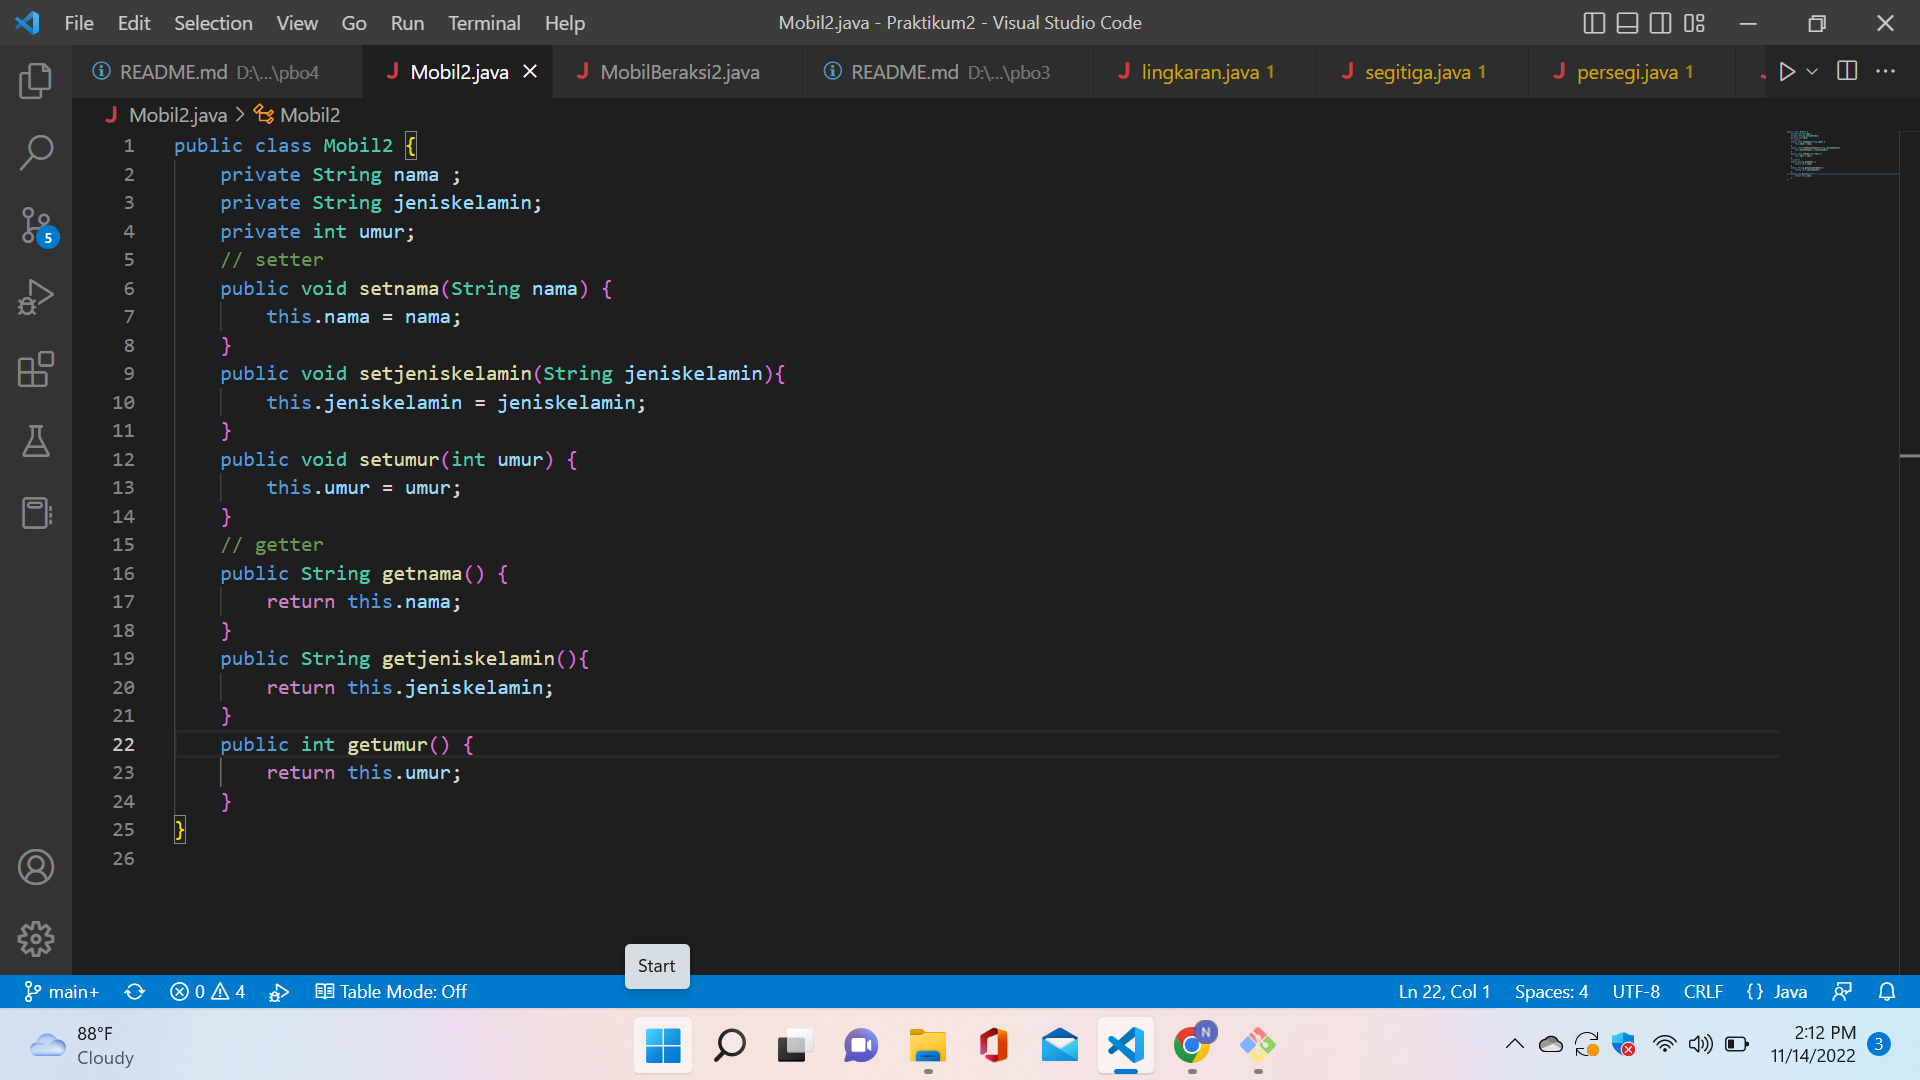 File Edit Selection View Go Run Terminal Help Mobil2.java - Praktikum2 - Visual Studio Code
README.md D:\...\pbo4 Mobil2.java MobilBeraksi2.java README.md D:\...\pbo3 lingkaran.java 1 segitiga.java 1 persegi.java 1
Mobil2.java > Mobil2
1 public class Mobil2 {
2 private String nama ;
3 private String jeniskelamin;
4 private int umur;
5 // setter
6 public void setnama(String nama) {
7 this.nama = nama;
8 }
9 public void setjeniskelamin(String jeniskelamin){
10 this.jeniskelamin = jeniskelamin;
11 }
12 public void setumur(int umur) {
13 this.umur = umur;
14 }
15 // getter
16 public String getnama() {
17 return this.nama;
18 }
19 public String getjeniskelamin(){
20 return this.jeniskelamin;
21 }
22 public int getumur() {
23 return this.umur;
24 }
25 }
26
5
Start
main+ 0 4 Table Mode: Off Ln 22, Col 1 Spaces: 4 UTF-8 CRLF {} Java
88°F
Cloudy
N
2:12 PM
11/14/2022
3